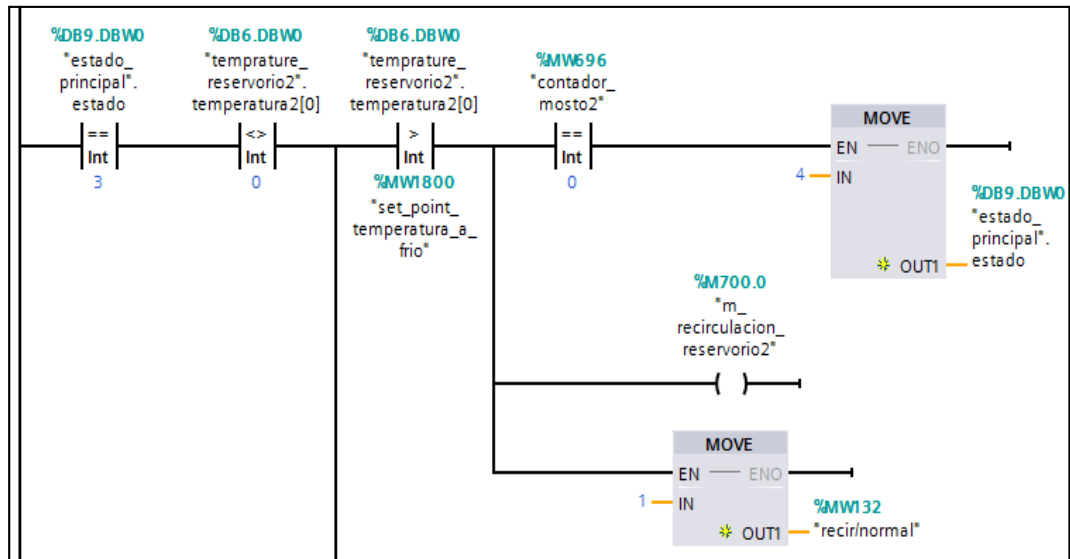 %DB9.DBW0
"estado_
principal".
estado
==
Int
3
%DB6.DBW0
"temprature_
reservorio2".
temperatura2[0]
<>
Int
0
%DB6.DBW0
"temprature_
reservorio2".
temperatura2[0]
>
Int
%MW1800
"set_point_
temperatura_a_
frio"
%MW696
"contador_
mosto2"
==
Int
0
MOVE
EN ENO
4 IN
OUT1
%DB9.DBW0
"estado_
principal".
estado
%M700.0
"m_
recirculacion_
reservorio2"
( )
MOVE
EN ENO
1 IN
OUT1
%MW132
"recir/normal"